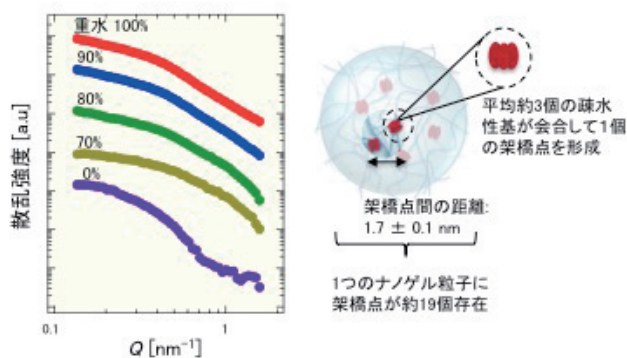 重水 100%
90%
80%
70%
0%
散乱強度 [a.u]
0.1
1
Q [nm⁻¹]
平均約3個の疎水
性基が会合して1個
の架橋点を形成
架橋点間の距離:
1.7 ± 0.1 nm
1つのナノゲル粒子に
架橋点が約19個存在